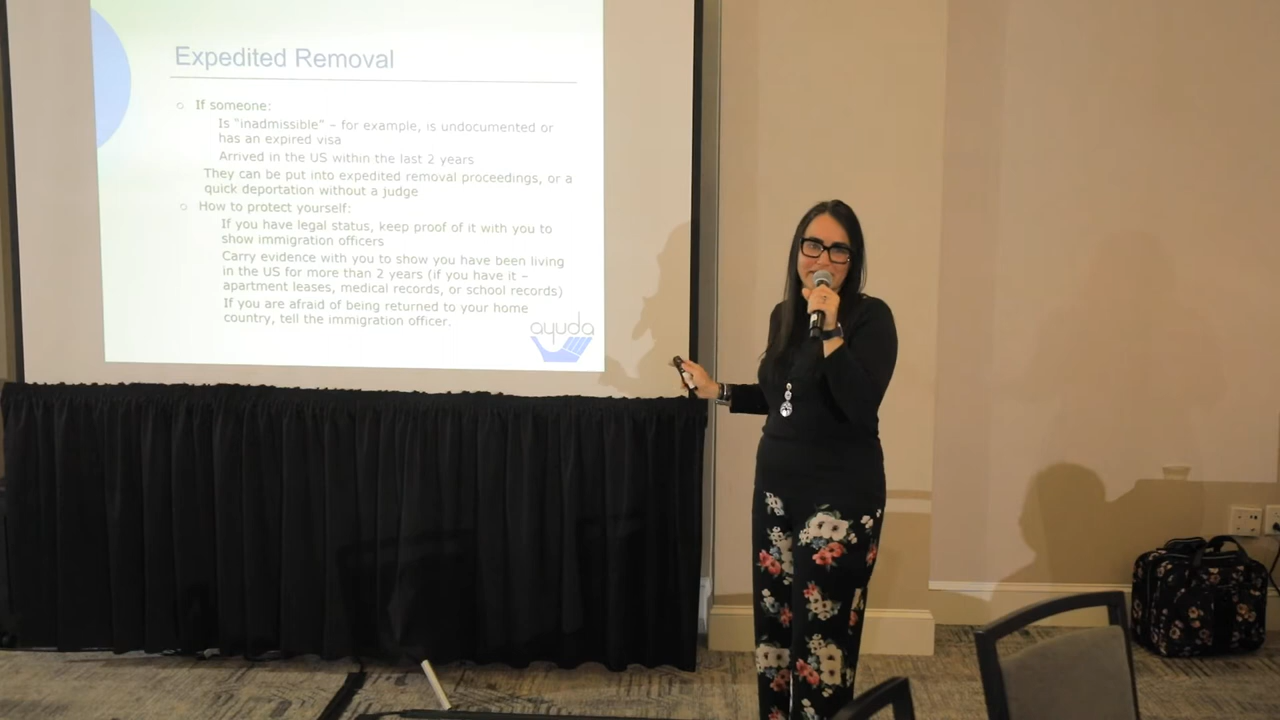 Expedited Removal
If someone:
Is "inadmissible" – for example, is undocumented or
has an expired visa
Arrived in the US within the last 2 years
They can be put into expedited removal proceedings, or a
quick deportation without a judge
How to protect yourself:
If you have legal status, keep proof of it with you to
show immigration officers
Carry evidence with you to show you have been living
in the US for more than 2 years (if you have it –
apartment leases, medical records, or school records)
If you are afraid of being returned to your home
country, tell the immigration officer.
ayuda